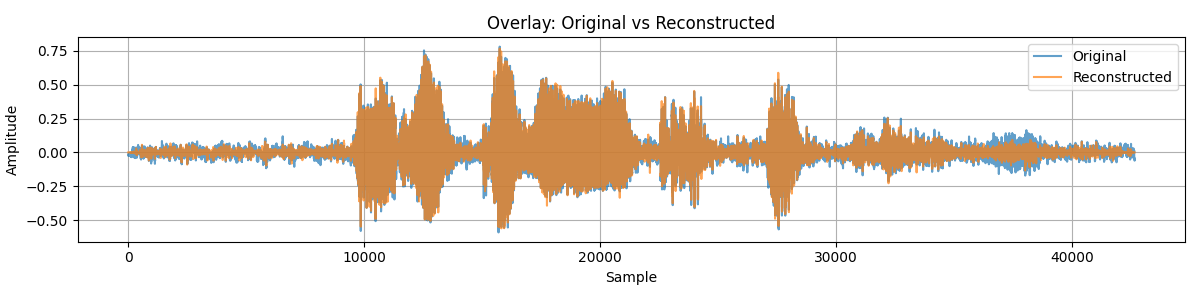 Overlay: Original vs Reconstructed
Original
Reconstructed
Amplitude
0.75
0.50
0.25
0.00
−0.25
−0.50
0
10000
20000
30000
40000
Sample